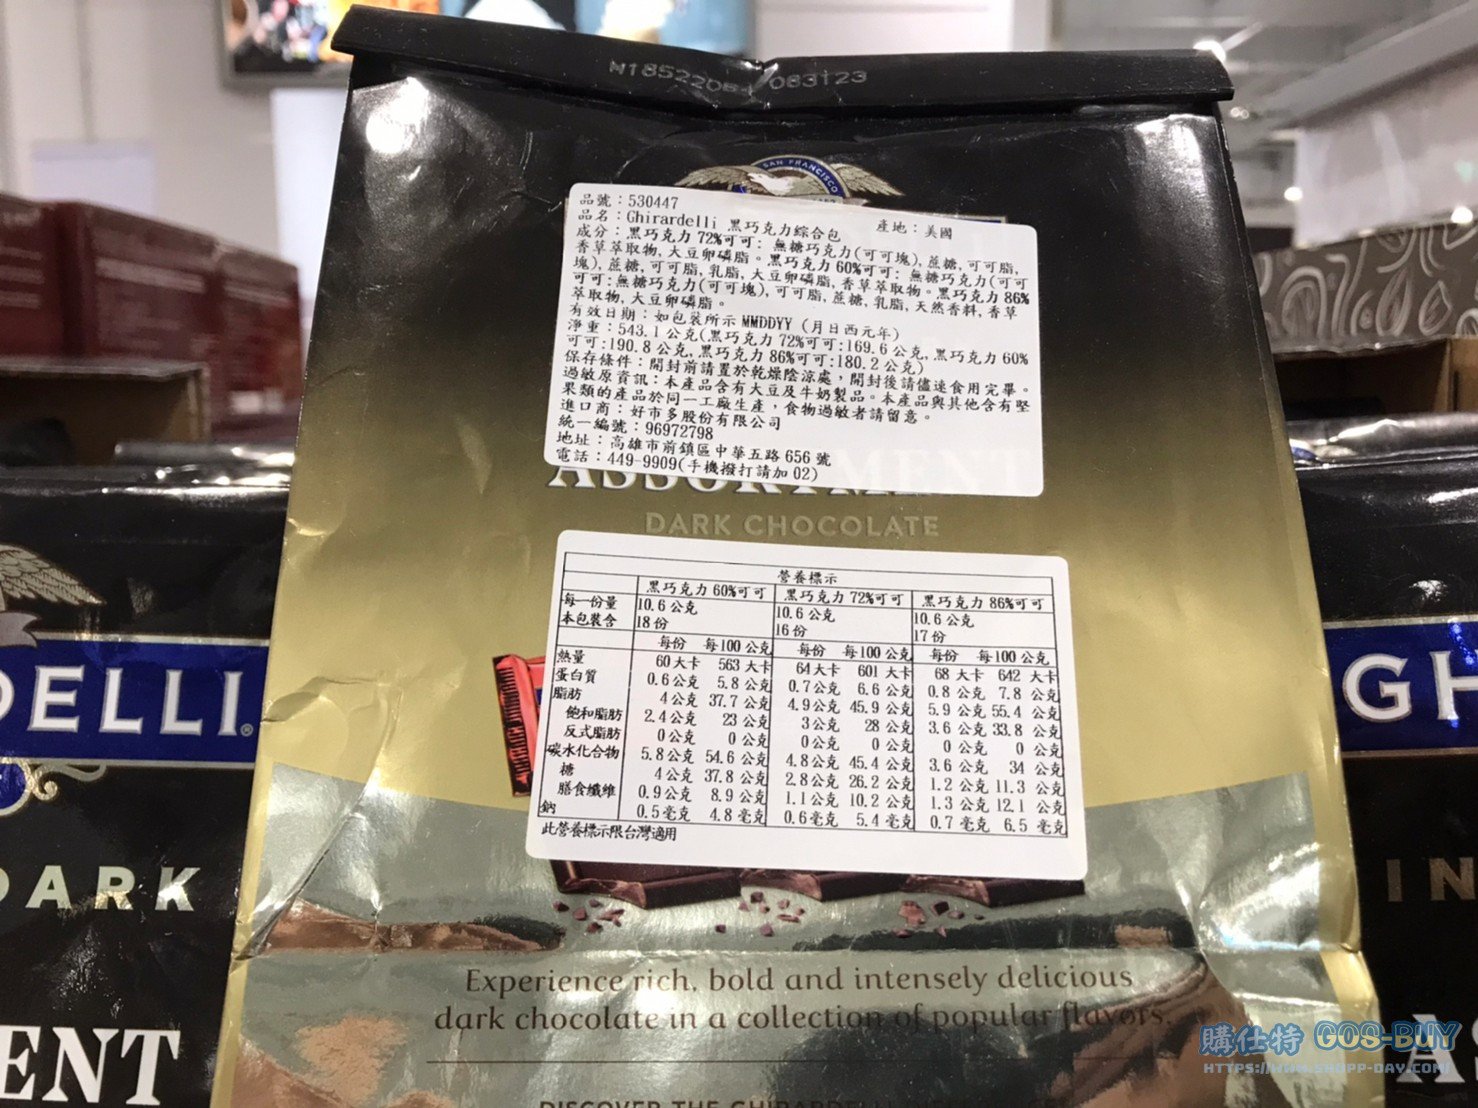 N185220B4 083123
SAN FRANCISCO
品號：530447
品名：Ghirardelli 黑巧克力綜合包 產地：美國
成分：黑巧克力 72%可可: 無糖巧克力(可可塊),蔗糖,可可脂,
香草萃取物,大豆卵磷脂。黑巧克力 60%可可: 無糖巧克力(可可
塊),蔗糖,可可脂,乳脂,大豆卵磷脂,香草萃取物。黑巧克力 86%
可可:無糖巧克力(可可塊),可可脂,蔗糖,乳脂,天然香料,香草
萃取物,大豆卵磷脂。
有效日期：如包裝所示 MMDDYY (月日西元年)
淨重：543.1 公克(黑巧克力 72%可可:169.6 公克,黑巧克力 60%
可可:190.8 公克,黑巧克力 86%可可:180.2 公克)
保存條件：開封前請置於乾燥陰涼處，開封後請儘速食用完畢。
過敏原資訊：本產品含有大豆及牛奶製品。本產品與其他含有堅
果類的產品於同一工廠生產，食物過敏者請留意。
進口商：好市多股份有限公司
統一編號：96972798
地址：高雄市前鎮區中華五路 656 號
電話：449-9909(手機撥打請加 02)
ASSORTMENT
DARK CHOCOLATE
營養標示
黑巧克力 60%可可 黑巧克力 72%可可 黑巧克力 86%可可
每一份量 10.6 公克 10.6 公克 10.6 公克
本包裝含 18 份 16 份 17 份
每份 每 100 公克 每份 每 100 公克 每份 每 100 公克
熱量 60 大卡 563 大卡 64 大卡 601 大卡 68 大卡 642 大卡
蛋白質 0.6 公克 5.8 公克 0.7 公克 6.6 公克 0.8 公克 7.8 公克
脂肪 4 公克 37.7 公克 4.9 公克 45.9 公克 5.9 公克 55.4 公克
飽和脂肪 2.4 公克 23 公克 3 公克 28 公克 3.6 公克 33.8 公克
反式脂肪 0 公克 0 公克 0 公克 0 公克 0 公克 0 公克
碳水化合物 5.8 公克 54.6 公克 4.8 公克 45.4 公克 3.6 公克 34 公克
糖 4 公克 37.8 公克 2.8 公克 26.2 公克 1.2 公克 11.3 公克
膳食纖維 0.9 公克 8.9 公克 1.1 公克 10.2 公克 1.3 公克 12.1 公克
鈉 0.5 毫克 4.8 毫克 0.6 毫克 5.4 毫克 0.7 毫克 6.5 毫克
此營養標示限台灣適用
DELLI
GH
DARK
IN
ENT
AS
Experience rich, bold and intensely delicious
dark chocolate in a collection of popular flavors.
DISCOVER THE GHIRARDELLI
購仕特 GOS-BUY
HTTPS://WWW.SHOPP-DAY.COM/